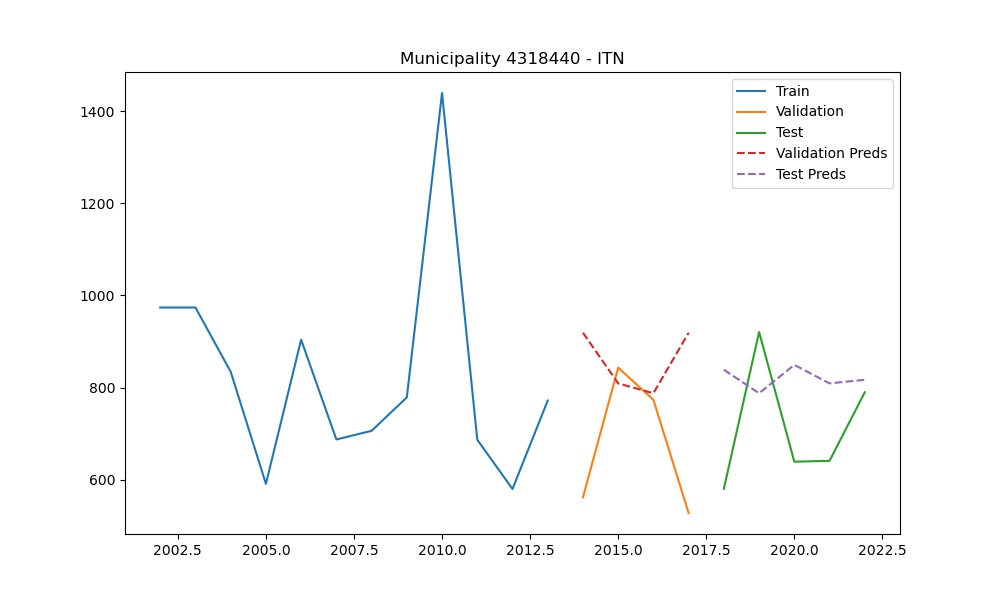 Municipality 4318440 - ITN
Train
Validation
Test
Validation Preds
Test Preds
1400
1200
1000
800
600
2002.5 2005.0 2007.5 2010.0 2012.5 2015.0 2017.5 2020.0 2022.5